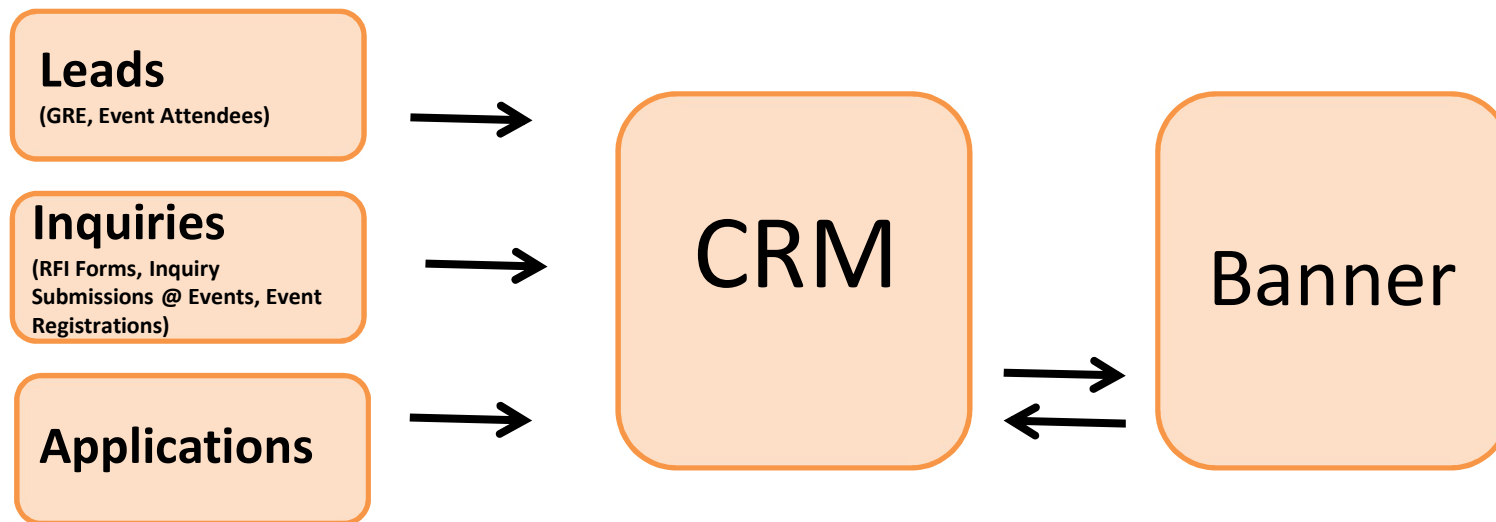 Leads
(GRE, Event Attendees)
Inquiries
(RFI Forms, Inquiry
Submissions @ Events, Event
Registrations)
Applications
CRM
Banner